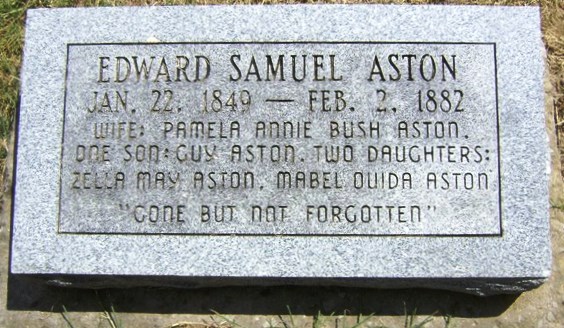 EDWARD SAMUEL ASTON
JAN. 22. 1849 — FEB. 2, 1882
WIFE: PAMELA ANNIE BUSH ASTON.
ONE SON: GUY ASTON. TWO DAUGHTERS:
ZELLA MAY ASTON. MABEL OUIDA ASTON
"GONE BUT NOT FORGOTTEN"